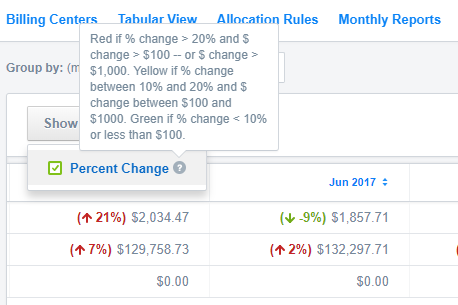 Billing Centers Tabular View Allocation Rules Monthly Reports
Red if % change > 20% and $
change > $100 -- or $ change >
$1,000. Yellow if % change
between 10% and 20% and $
change between $100 and
$1000. Green if % change < 10%
or less than $100.
Group by: (m
Show
Percent Change ?
Jun 2017
(↑ 21%) $2,034.47 (↓ -9%) $1,857.71
(↑ 7%) $129,758.73 (↑ 2%) $132,297.71
$0.00 $0.00